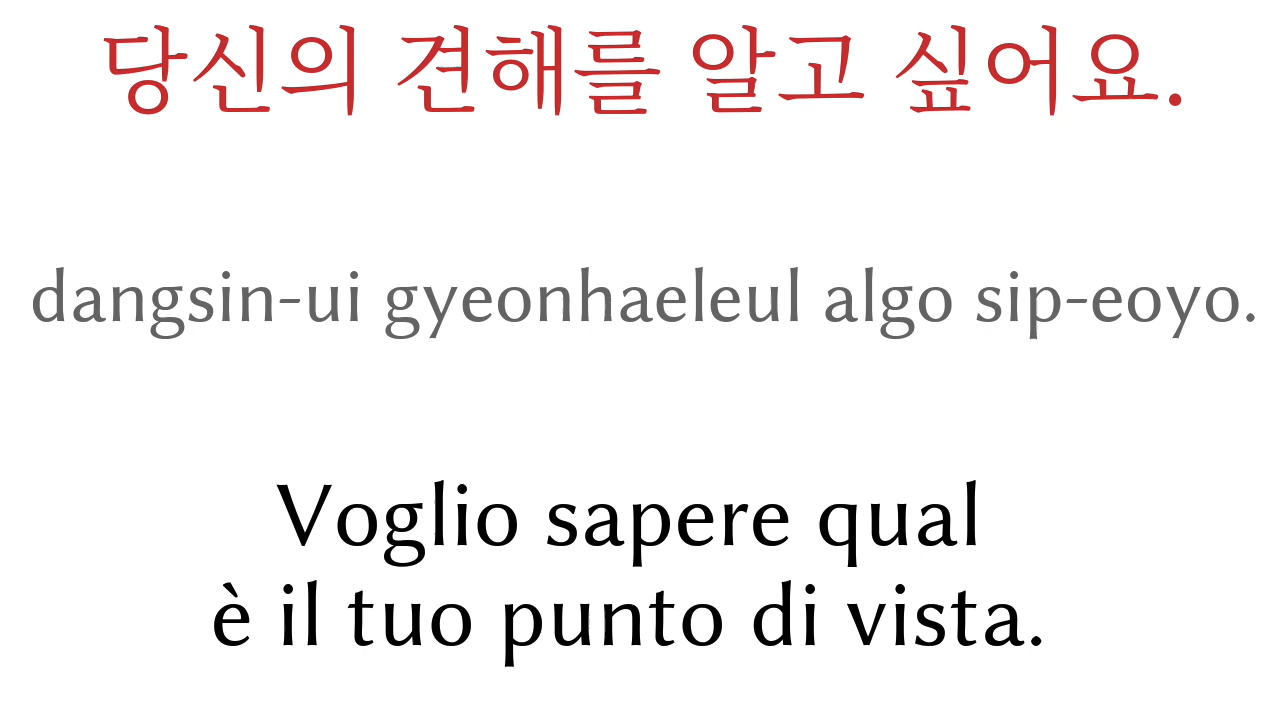 당신의 견해를 알고 싶어요.
dangsin-ui gyeonhaeleul algo sip-eoyo.
Voglio sapere qual
è il tuo punto di vista.